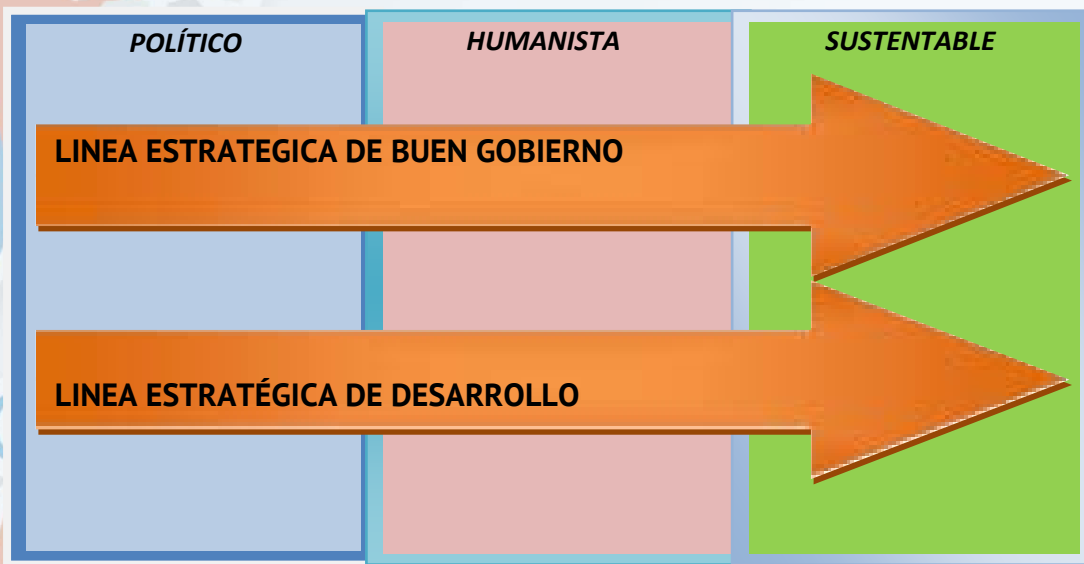 POLÍTICO
HUMANISTA
SUSTENTABLE
LINEA ESTRATEGICA DE BUEN GOBIERNO
LINEA ESTRATÉGICA DE DESARROLLO